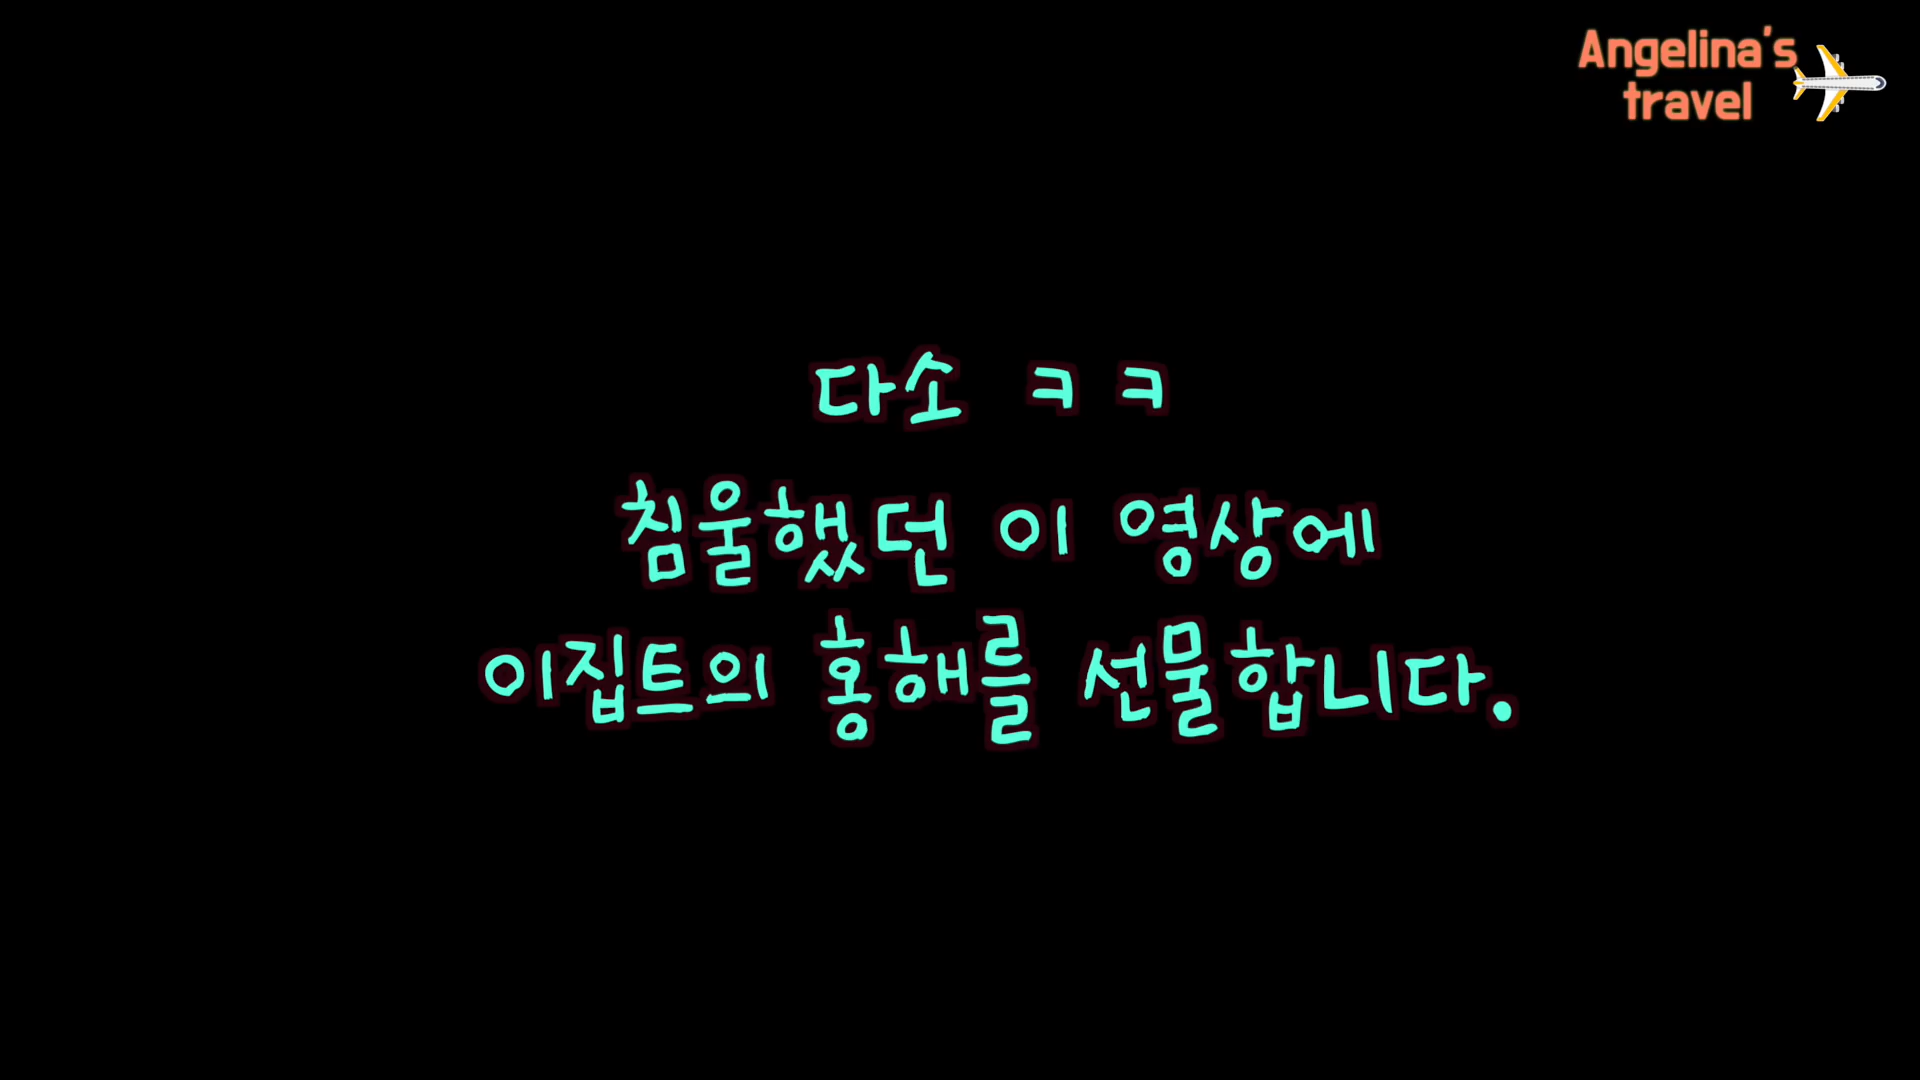 Angelina's
travel
다소 ㅋㅋ
침울했던 이 영상에
이집트의 홍해를 선물합니다.